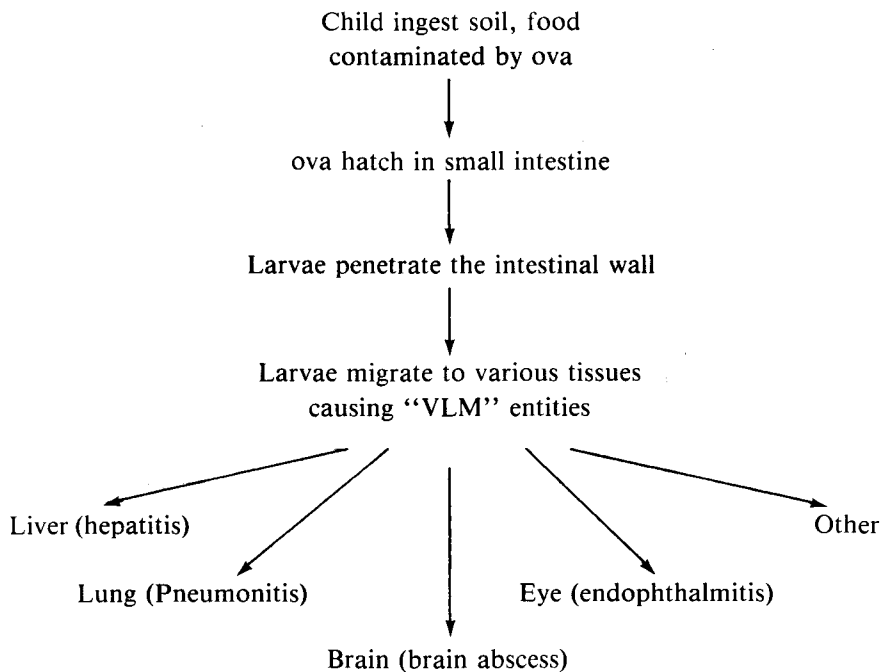 Child ingest soil, food
contaminated by ova
ova hatch in small intestine
Larvae penetrate the intestinal wall
Larvae migrate to various tissues
causing “VLM” entities
Liver (hepatitis)
Other
Lung (Pneumonitis)
Eye (endophthalmitis)
Brain (brain abscess)